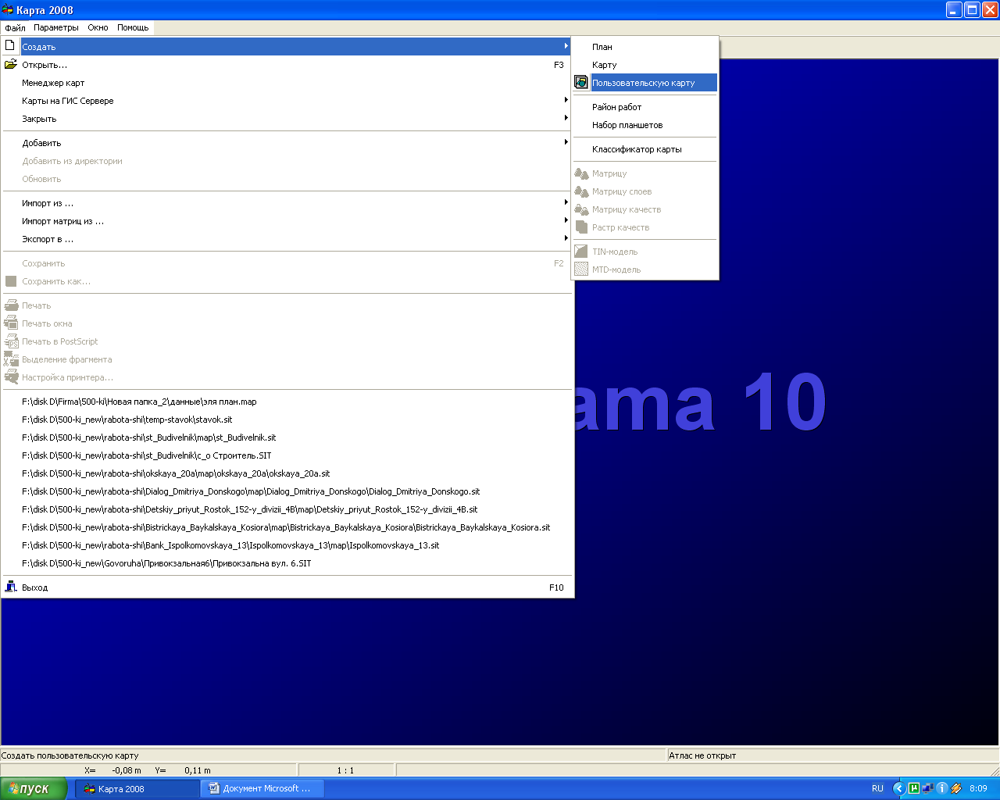 Карта 2008
Файл Параметры Окно Помощь
Создать
Открыть... F3
Менеджер карт
Карты на ГИС Сервере
Закрыть
Добавить
Добавить из директории
Обновить
Импорт из ...
Импорт матриц из ...
Экспорт в ...
Сохранить F2
Сохранить как...
Печать
Печать окна
Печать в PostScript
Выделение фрагмента
Настройка принтера...
F:\disk D\Firma\500-ki\Новая папка_2\данные\эля план.map
F:\disk D\500-ki_new\rabota-shi\temp-stavok\stavok.sit
F:\disk D\500-ki_new\rabota-shi\st_Budivelnik\map\st_Budivelnik.sit
F:\disk D\500-ki_new\rabota-shi\st_Budivelnik\с_о Строитель.SIT
F:\disk D\500-ki_new\rabota-shi\okskaya_20a\map\okskaya_20a\okskaya_20a.sit
F:\disk D\500-ki_new\rabota-shi\Dialog_Dmitriya_Donskogo\map\Dialog_Dmitriya_Donskogo\Dialog_Dmitriya_Donskogo.sit
F:\disk D\500-ki_new\rabota-shi\Detskiy_priyut_Rostok_152-y_divizii_4B\map\Detskiy_priyut_Rostok_152-y_divizii_4B.sit
F:\disk D\500-ki_new\rabota-shi\Bistrickaya_Baykalskaya_Kosiora\map\Bistrickaya_Baykalskaya_Kosiora\Bistrickaya_Baykalskaya_Kosiora.sit
F:\disk D\500-ki_new\rabota-shi\Bank_Ispolkomovskaya_13\Ispolkomovskaya_13\map\Ispolkomovskaya_13.sit
F:\disk D\500-ki_new\Govoruha\Привокзальная6\Привокзальна вул. 6.SIT
Выход F10
План
Карту
Пользовательскую карту
Район работ
Набор планшетов
Классификатор карты
Матрицу
Матрицу слоев
Матрицу качеств
Растр качеств
TIN-модель
MTD-модель
ama 10
Создать пользовательскую карту Атлас не открыт
X= -0,08 m Y= 0,11 m 1 : 1
пуск Карта 2008 Документ Microsoft ... RU 8:09